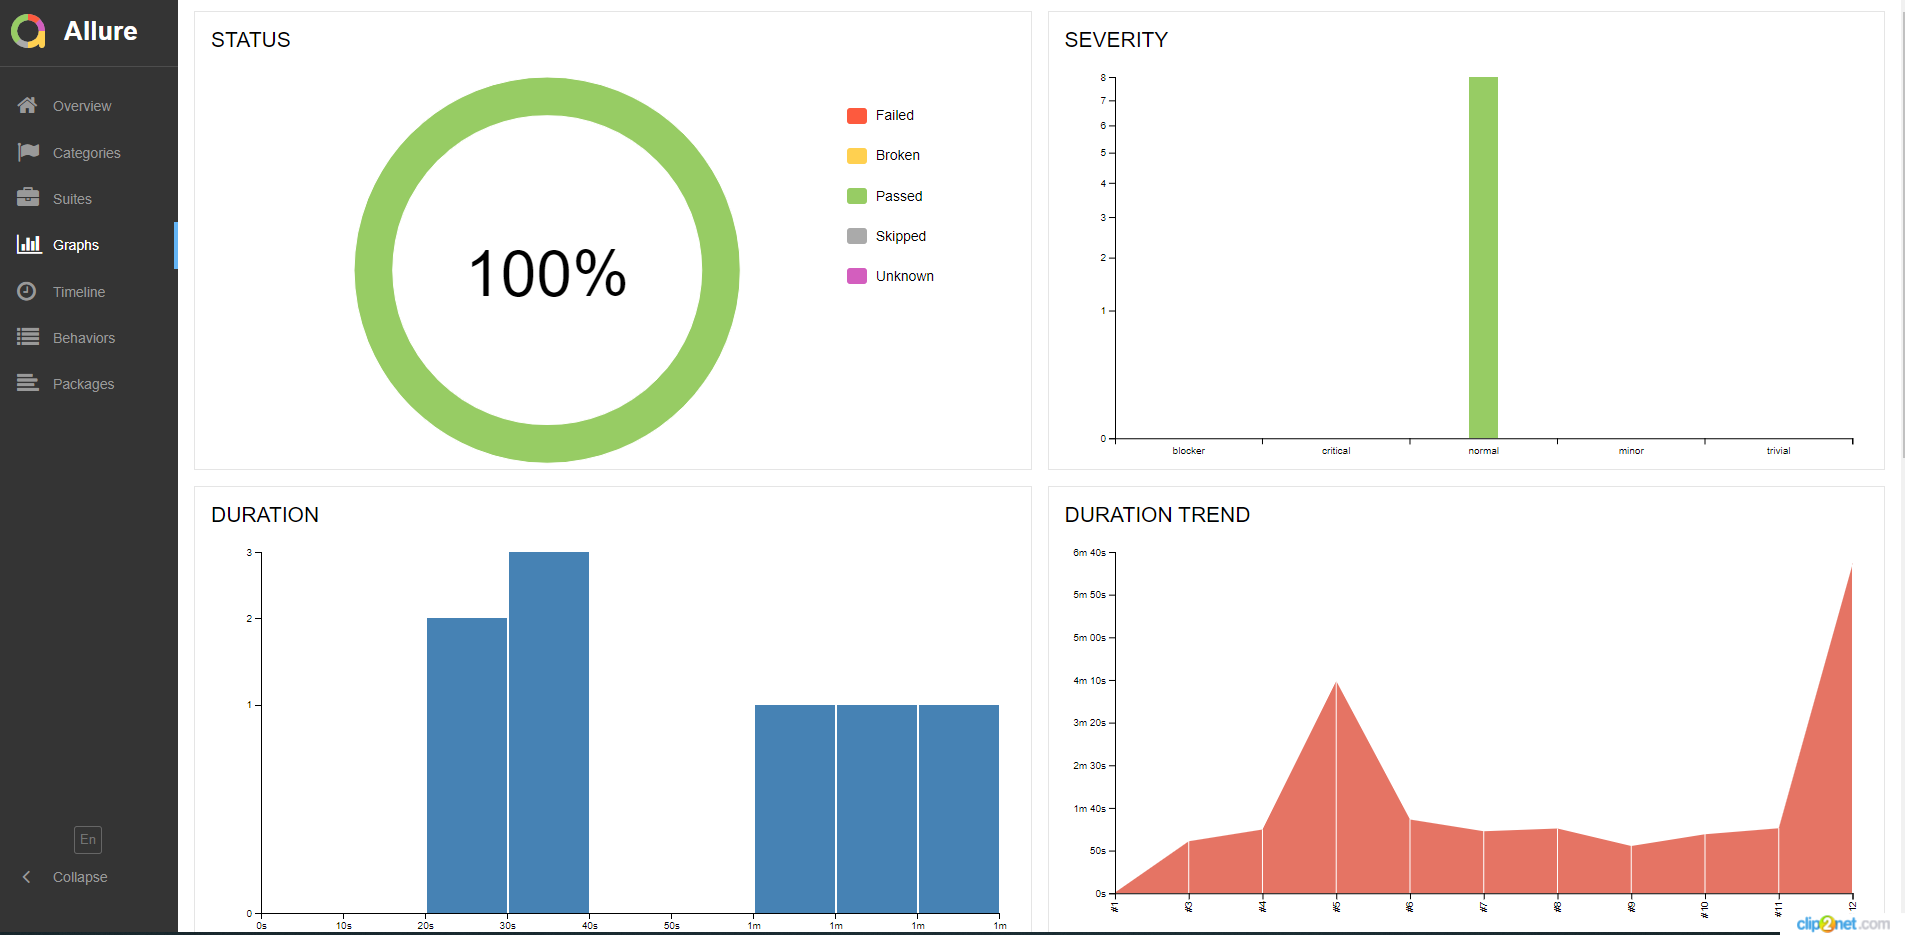 Allure
Overview
Categories
Suites
Graphs
Timeline
Behaviors
Packages
En
Collapse
STATUS
100%
Failed
Broken
Passed
Skipped
Unknown
SEVERITY
8
7
6
5
4
3
2
1
0
blocker critical normal minor trivial
DURATION
3
2
1
0
0s 10s 20s 30s 40s 50s 1m 1m 1m 1m
DURATION TREND
6m 40s
5m 50s
5m 00s
4m 10s
3m 20s
2m 30s
1m 40s
50s
0s
#1 #3 #4 #5 #6 #7 #8 #9 #10 #11 12
clip2net.com